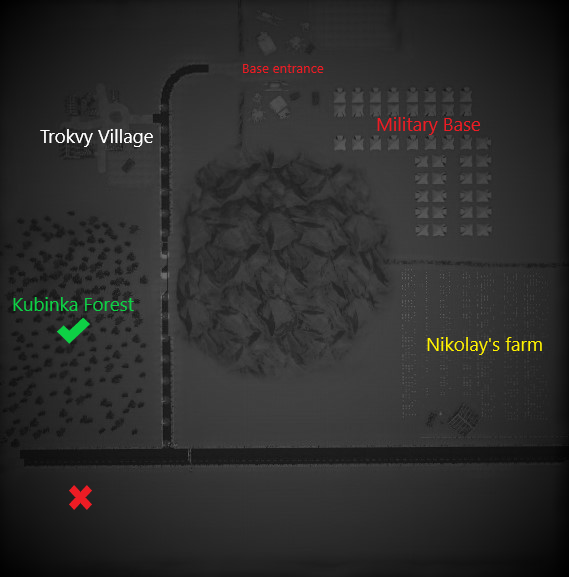 Base entrance
Military Base
Trokvy Village
Kubinka Forest
Nikolay's farm